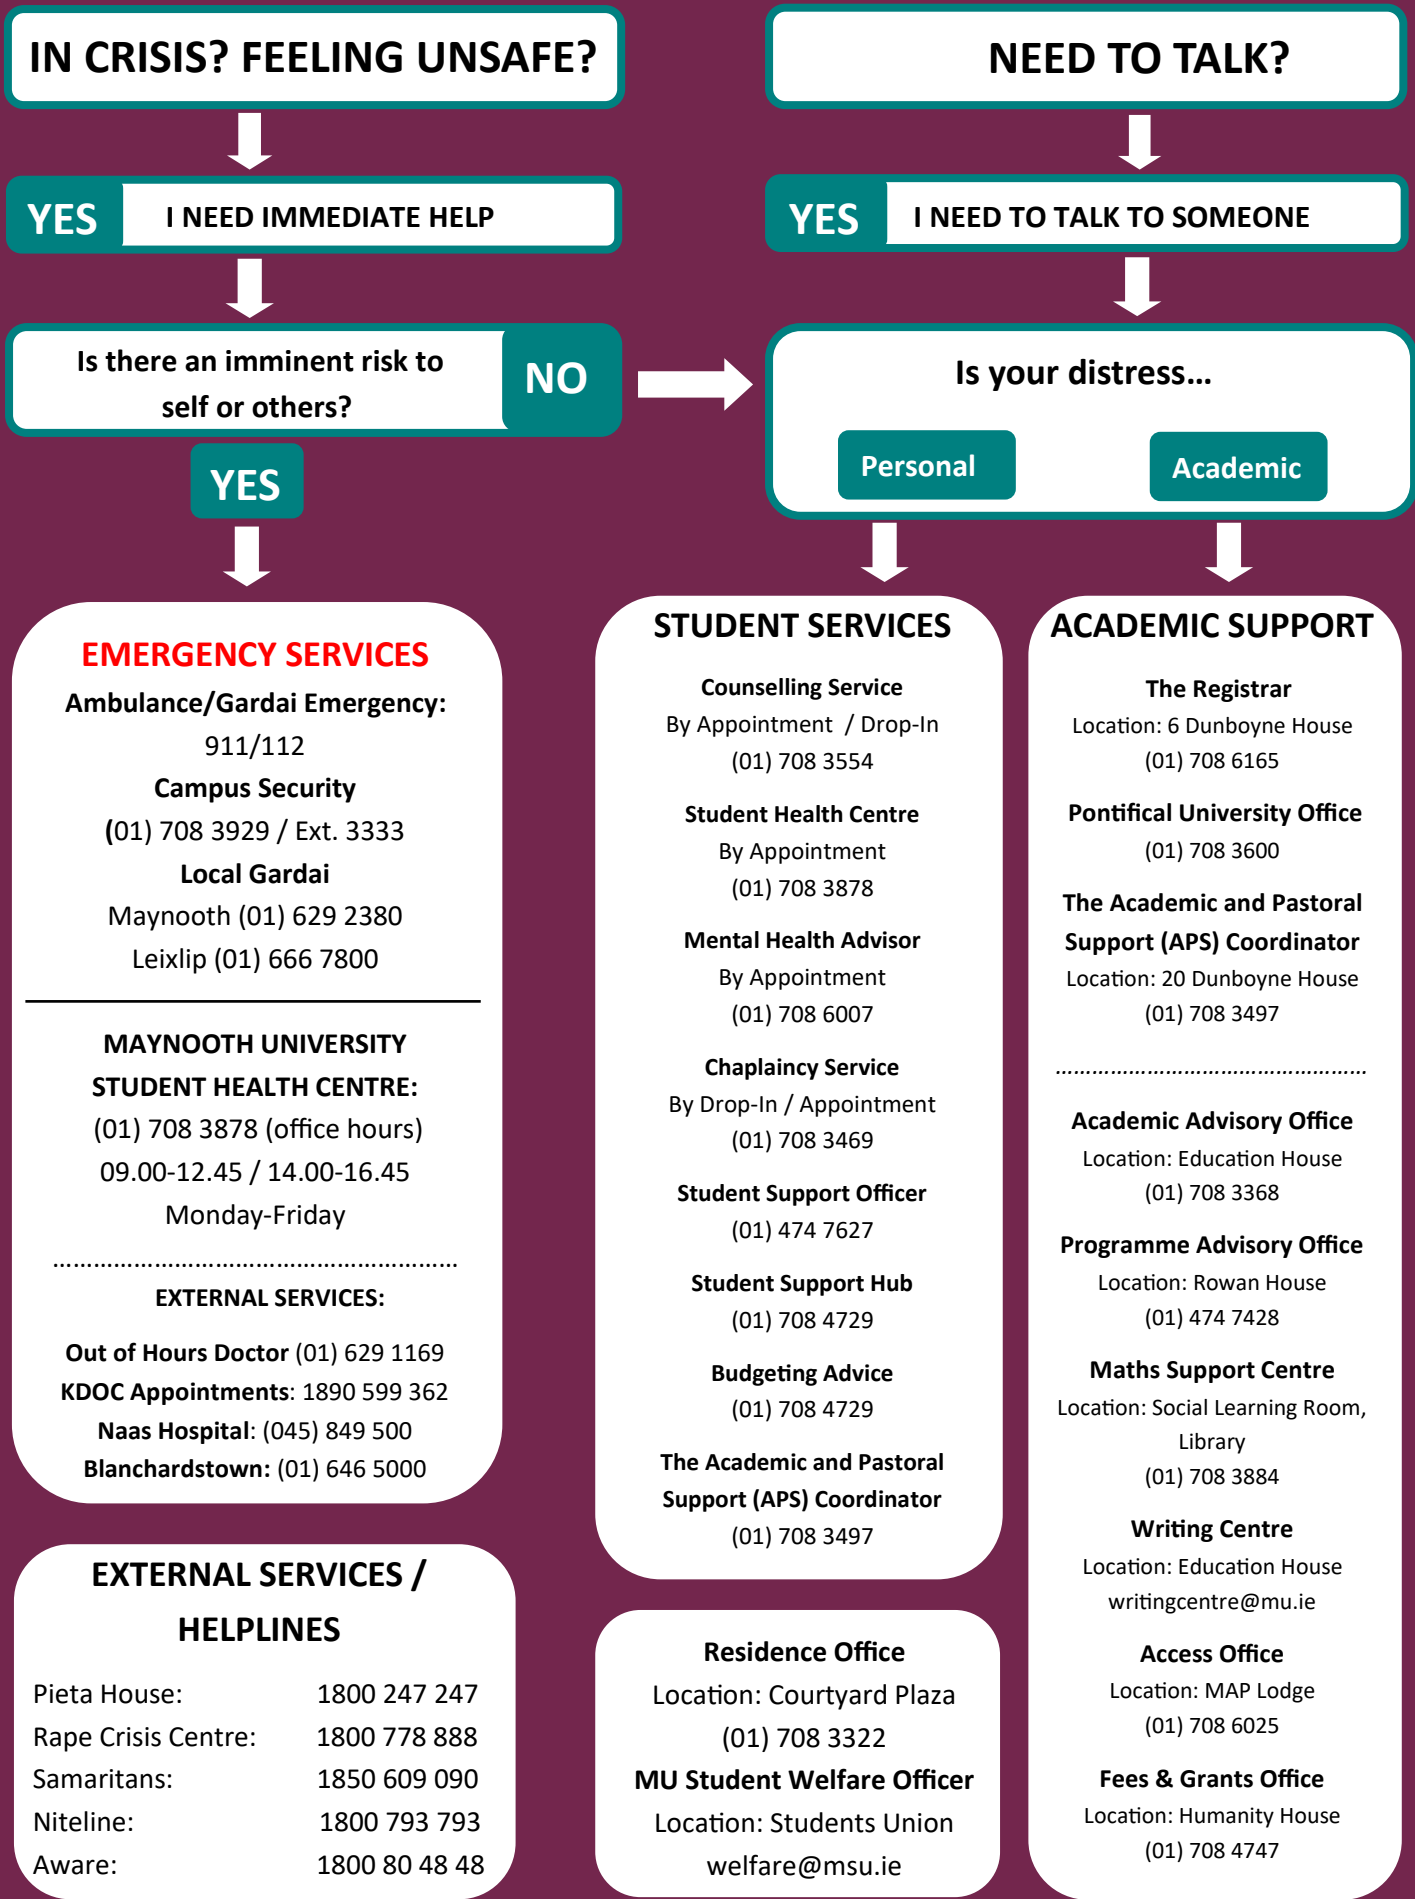 IN CRISIS? FEELING UNSAFE?
YES
I NEED IMMEDIATE HELP
Is there an imminent risk to
self or others?
NO
YES
EMERGENCY SERVICES
Ambulance/Gardai Emergency:
911/112
Campus Security
(01) 708 3929 / Ext. 3333
Local Gardai
Maynooth (01) 629 2380
Leixlip (01) 666 7800
MAYNOOTH UNIVERSITY
STUDENT HEALTH CENTRE:
(01) 708 3878 (office hours)
09.00-12.45 / 14.00-16.45
Monday-Friday
EXTERNAL SERVICES:
Out of Hours Doctor (01) 629 1169
KDOC Appointments: 1890 599 362
Naas Hospital: (045) 849 500
Blanchardstown: (01) 646 5000
EXTERNAL SERVICES /
HELPLINES
Pieta House: 1800 247 247
Rape Crisis Centre: 1800 778 888
Samaritans: 1850 609 090
Niteline: 1800 793 793
Aware: 1800 80 48 48
NEED TO TALK?
YES
I NEED TO TALK TO SOMEONE
Is your distress...
Personal
Academic
STUDENT SERVICES
Counselling Service
By Appointment / Drop-In
(01) 708 3554
Student Health Centre
By Appointment
(01) 708 3878
Mental Health Advisor
By Appointment
(01) 708 6007
Chaplaincy Service
By Drop-In / Appointment
(01) 708 3469
Student Support Officer
(01) 474 7627
Student Support Hub
(01) 708 4729
Budgeting Advice
(01) 708 4729
The Academic and Pastoral
Support (APS) Coordinator
(01) 708 3497
Residence Office
Location: Courtyard Plaza
(01) 708 3322
MU Student Welfare Officer
Location: Students Union
welfare@msu.ie
ACADEMIC SUPPORT
The Registrar
Location: 6 Dunboyne House
(01) 708 6165
Pontifical University Office
(01) 708 3600
The Academic and Pastoral
Support (APS) Coordinator
Location: 20 Dunboyne House
(01) 708 3497
Academic Advisory Office
Location: Education House
(01) 708 3368
Programme Advisory Office
Location: Rowan House
(01) 474 7428
Maths Support Centre
Location: Social Learning Room,
Library
(01) 708 3884
Writing Centre
Location: Education House
writingcentre@mu.ie
Access Office
Location: MAP Lodge
(01) 708 6025
Fees & Grants Office
Location: Humanity House
(01) 708 4747